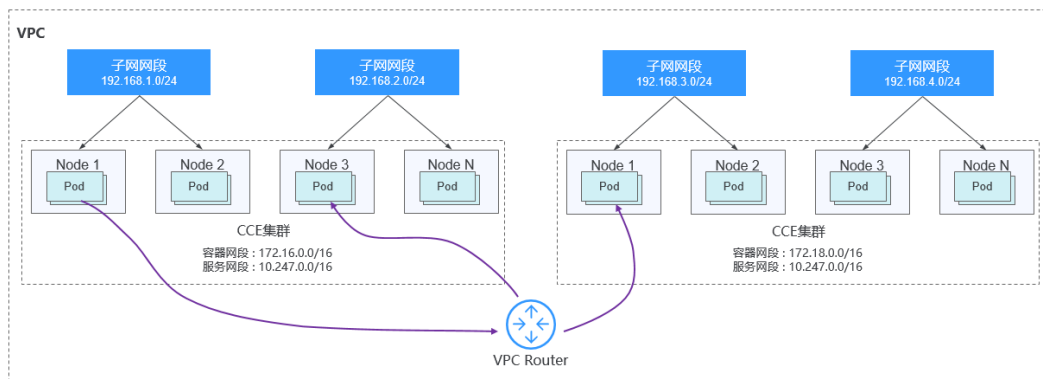 VPC
子网网段
192.168.1.0/24
子网网段
192.168.2.0/24
子网网段
192.168.3.0/24
子网网段
192.168.4.0/24
Node 1
Pod
Node 2
Pod
Node 3
Pod
Node N
Pod
CCE集群
容器网段 : 172.16.0.0/16
服务网段 : 10.247.0.0/16
Node 1
Pod
Node 2
Pod
Node 3
Pod
Node N
Pod
CCE集群
容器网段 : 172.18.0.0/16
服务网段 : 10.247.0.0/16
VPC Router